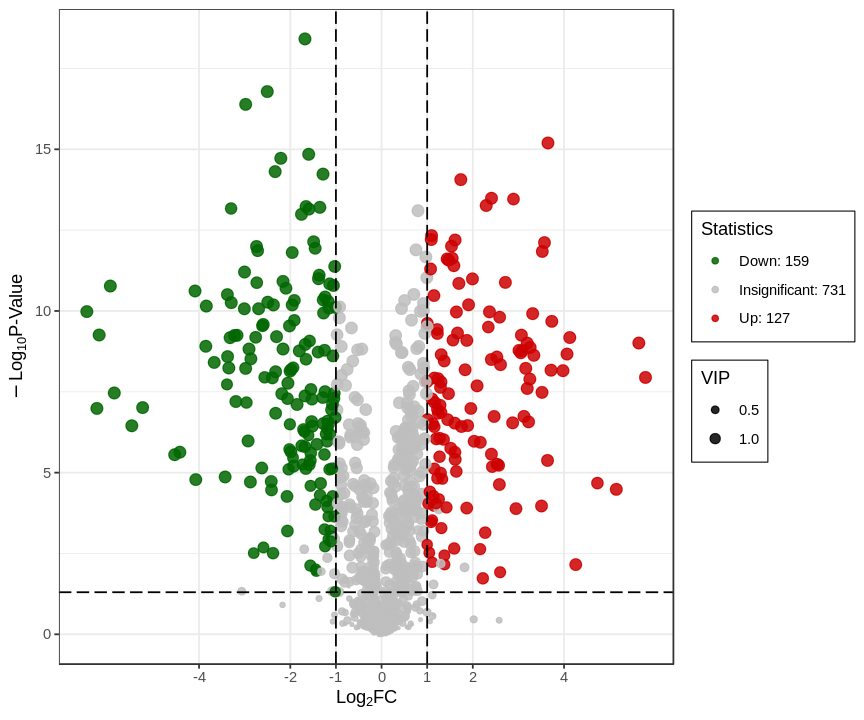 15
10
5
0
– Log10P-Value
-4
-2
-1
0
1
2
4
Log2FC
Statistics
Down: 159
Insignificant: 731
Up: 127
VIP
0.5
1.0